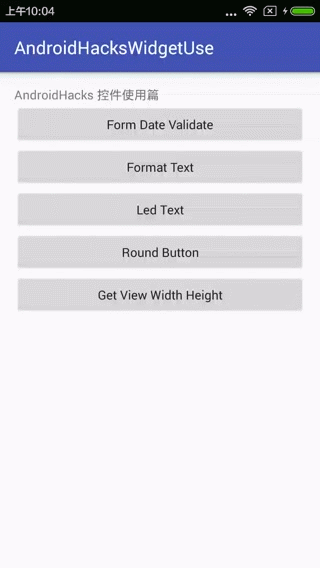 上午10:04
AndroidHacksWidgetUse
AndroidHacks 控件使用篇
Form Date Validate
Format Text
Led Text
Round Button
Get View Width Height